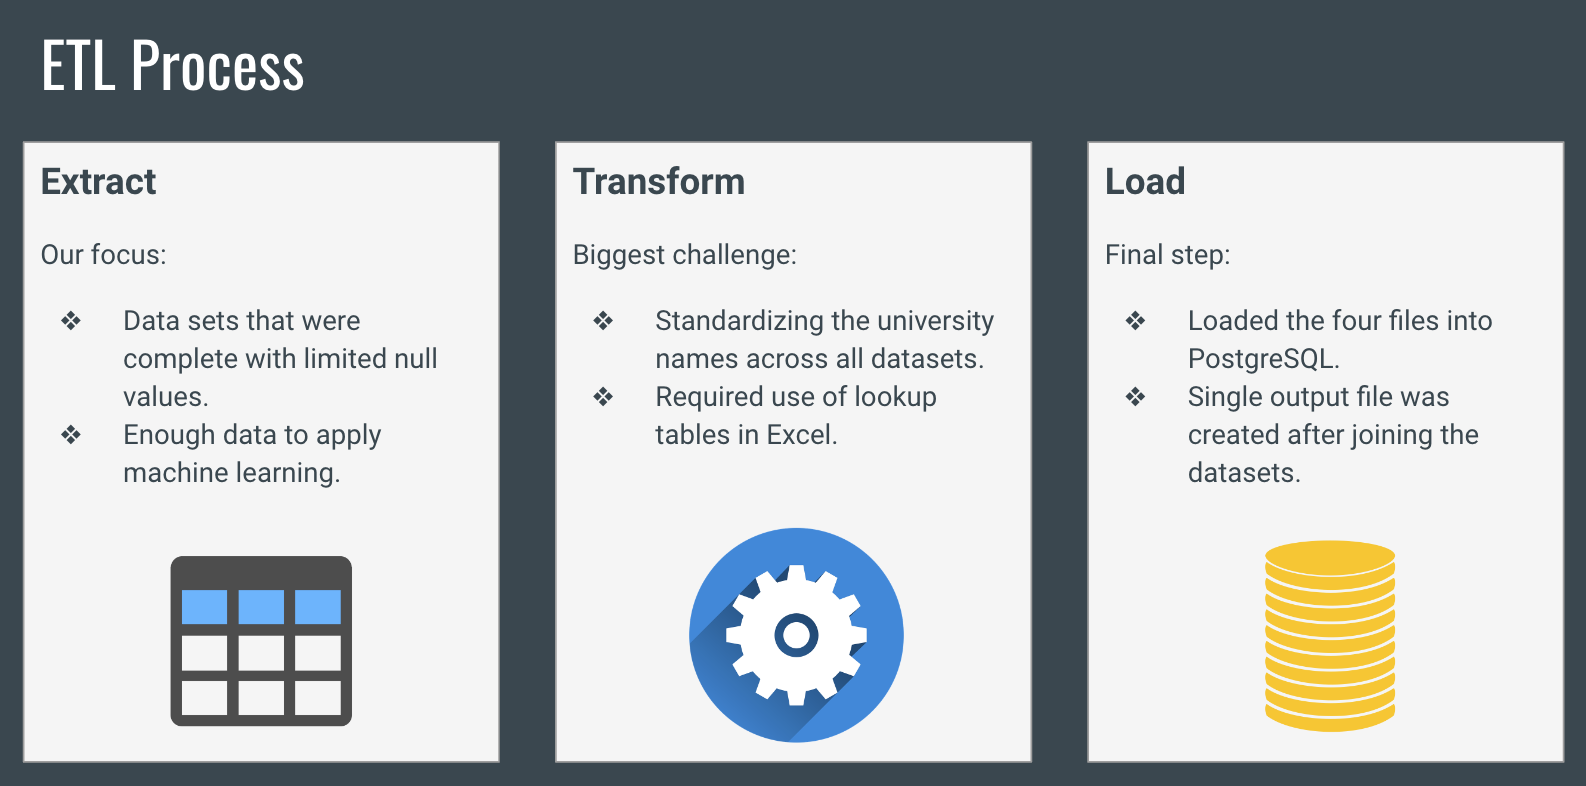 ETL Process
Extract
Our focus:
❖ Data sets that were
complete with limited null
values.
❖ Enough data to apply
machine learning.
Transform
Biggest challenge:
❖ Standardizing the university
names across all datasets.
❖ Required use of lookup
tables in Excel.
Load
Final step:
❖ Loaded the four files into
PostgreSQL.
❖ Single output file was
created after joining the
datasets.